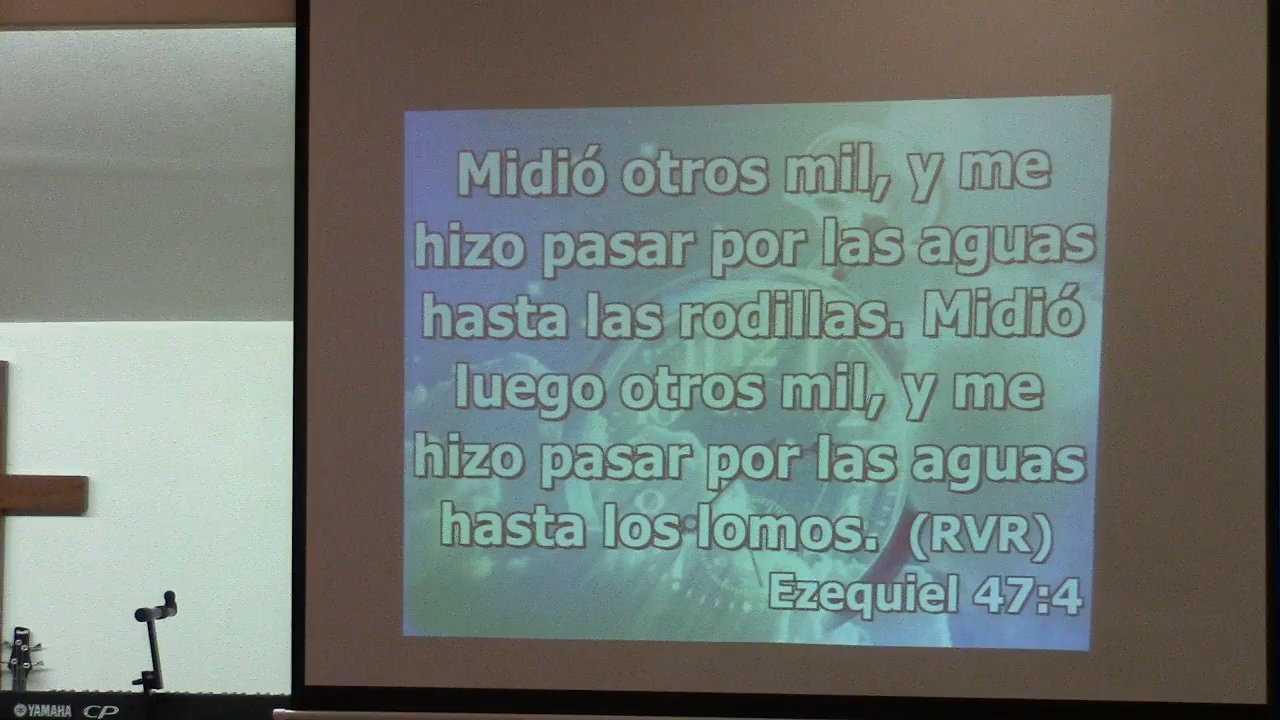 Midió otros mil, y me
hizo pasar por las aguas
hasta las rodillas. Midió
luego otros mil, y me
hizo pasar por las aguas
hasta los lomos. (RVR)
Ezequiel 47:4
YAMAHA CP